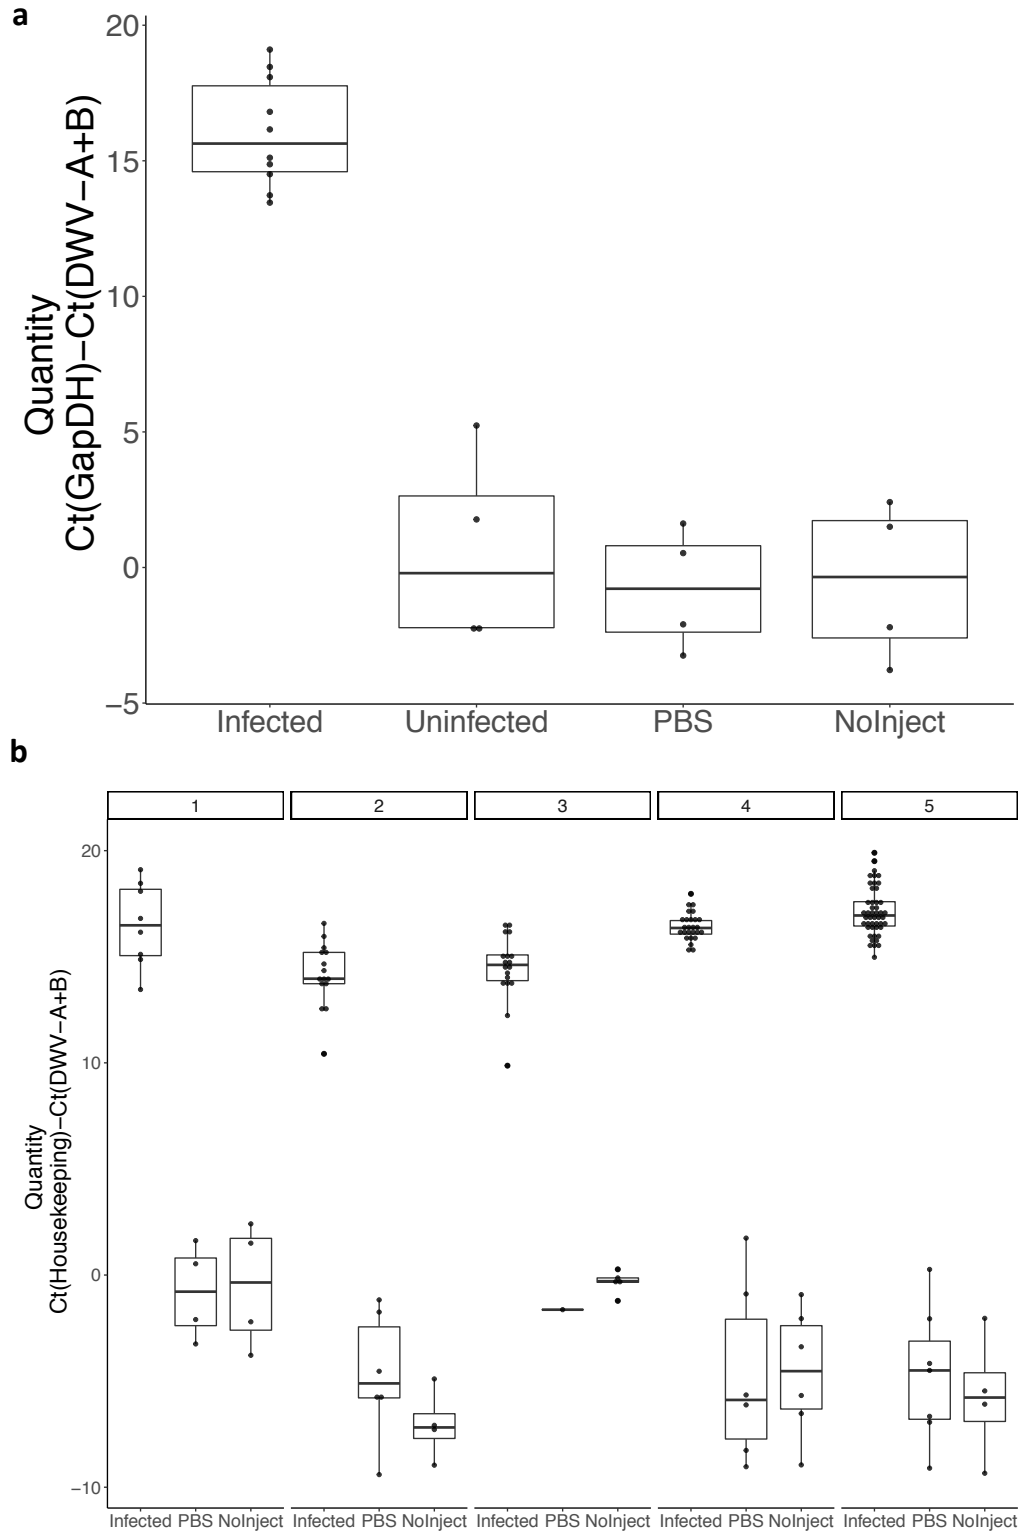 a
Quantity
Ct(GapDH)−Ct(DWV−A+B)
20
15
10
5
0
−5
Infected Uninfected PBS NoInject
b
1 2 3 4 5
Quantity
Ct(Housekeeping)−Ct(DWV−A+B)
20
10
0
−10
Infected PBS NoInject Infected PBS NoInject Infected PBS NoInject Infected PBS NoInject Infected PBS NoInject